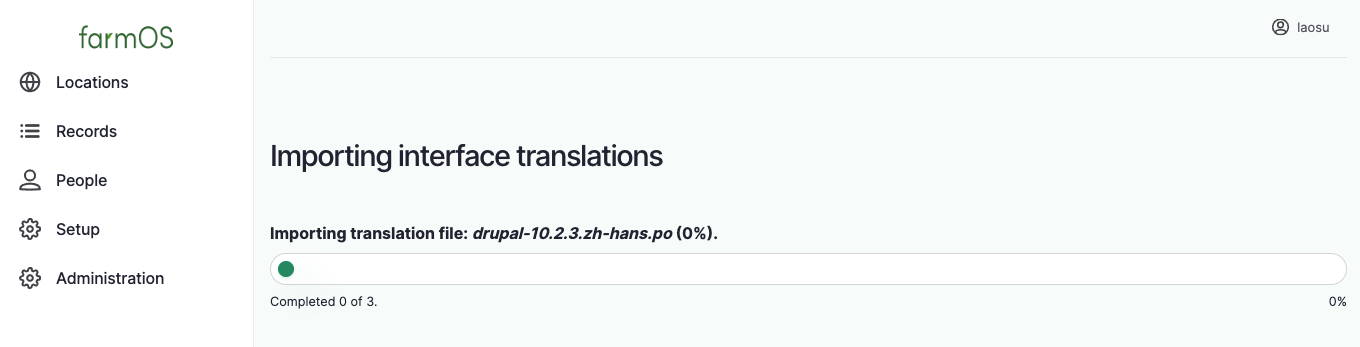 farmOS
laosu
Locations
Records
People
Setup
Administration
Importing interface translations
Importing translation file: drupal-10.2.3.zh-hans.po (0%).
Completed 0 of 3.
0%